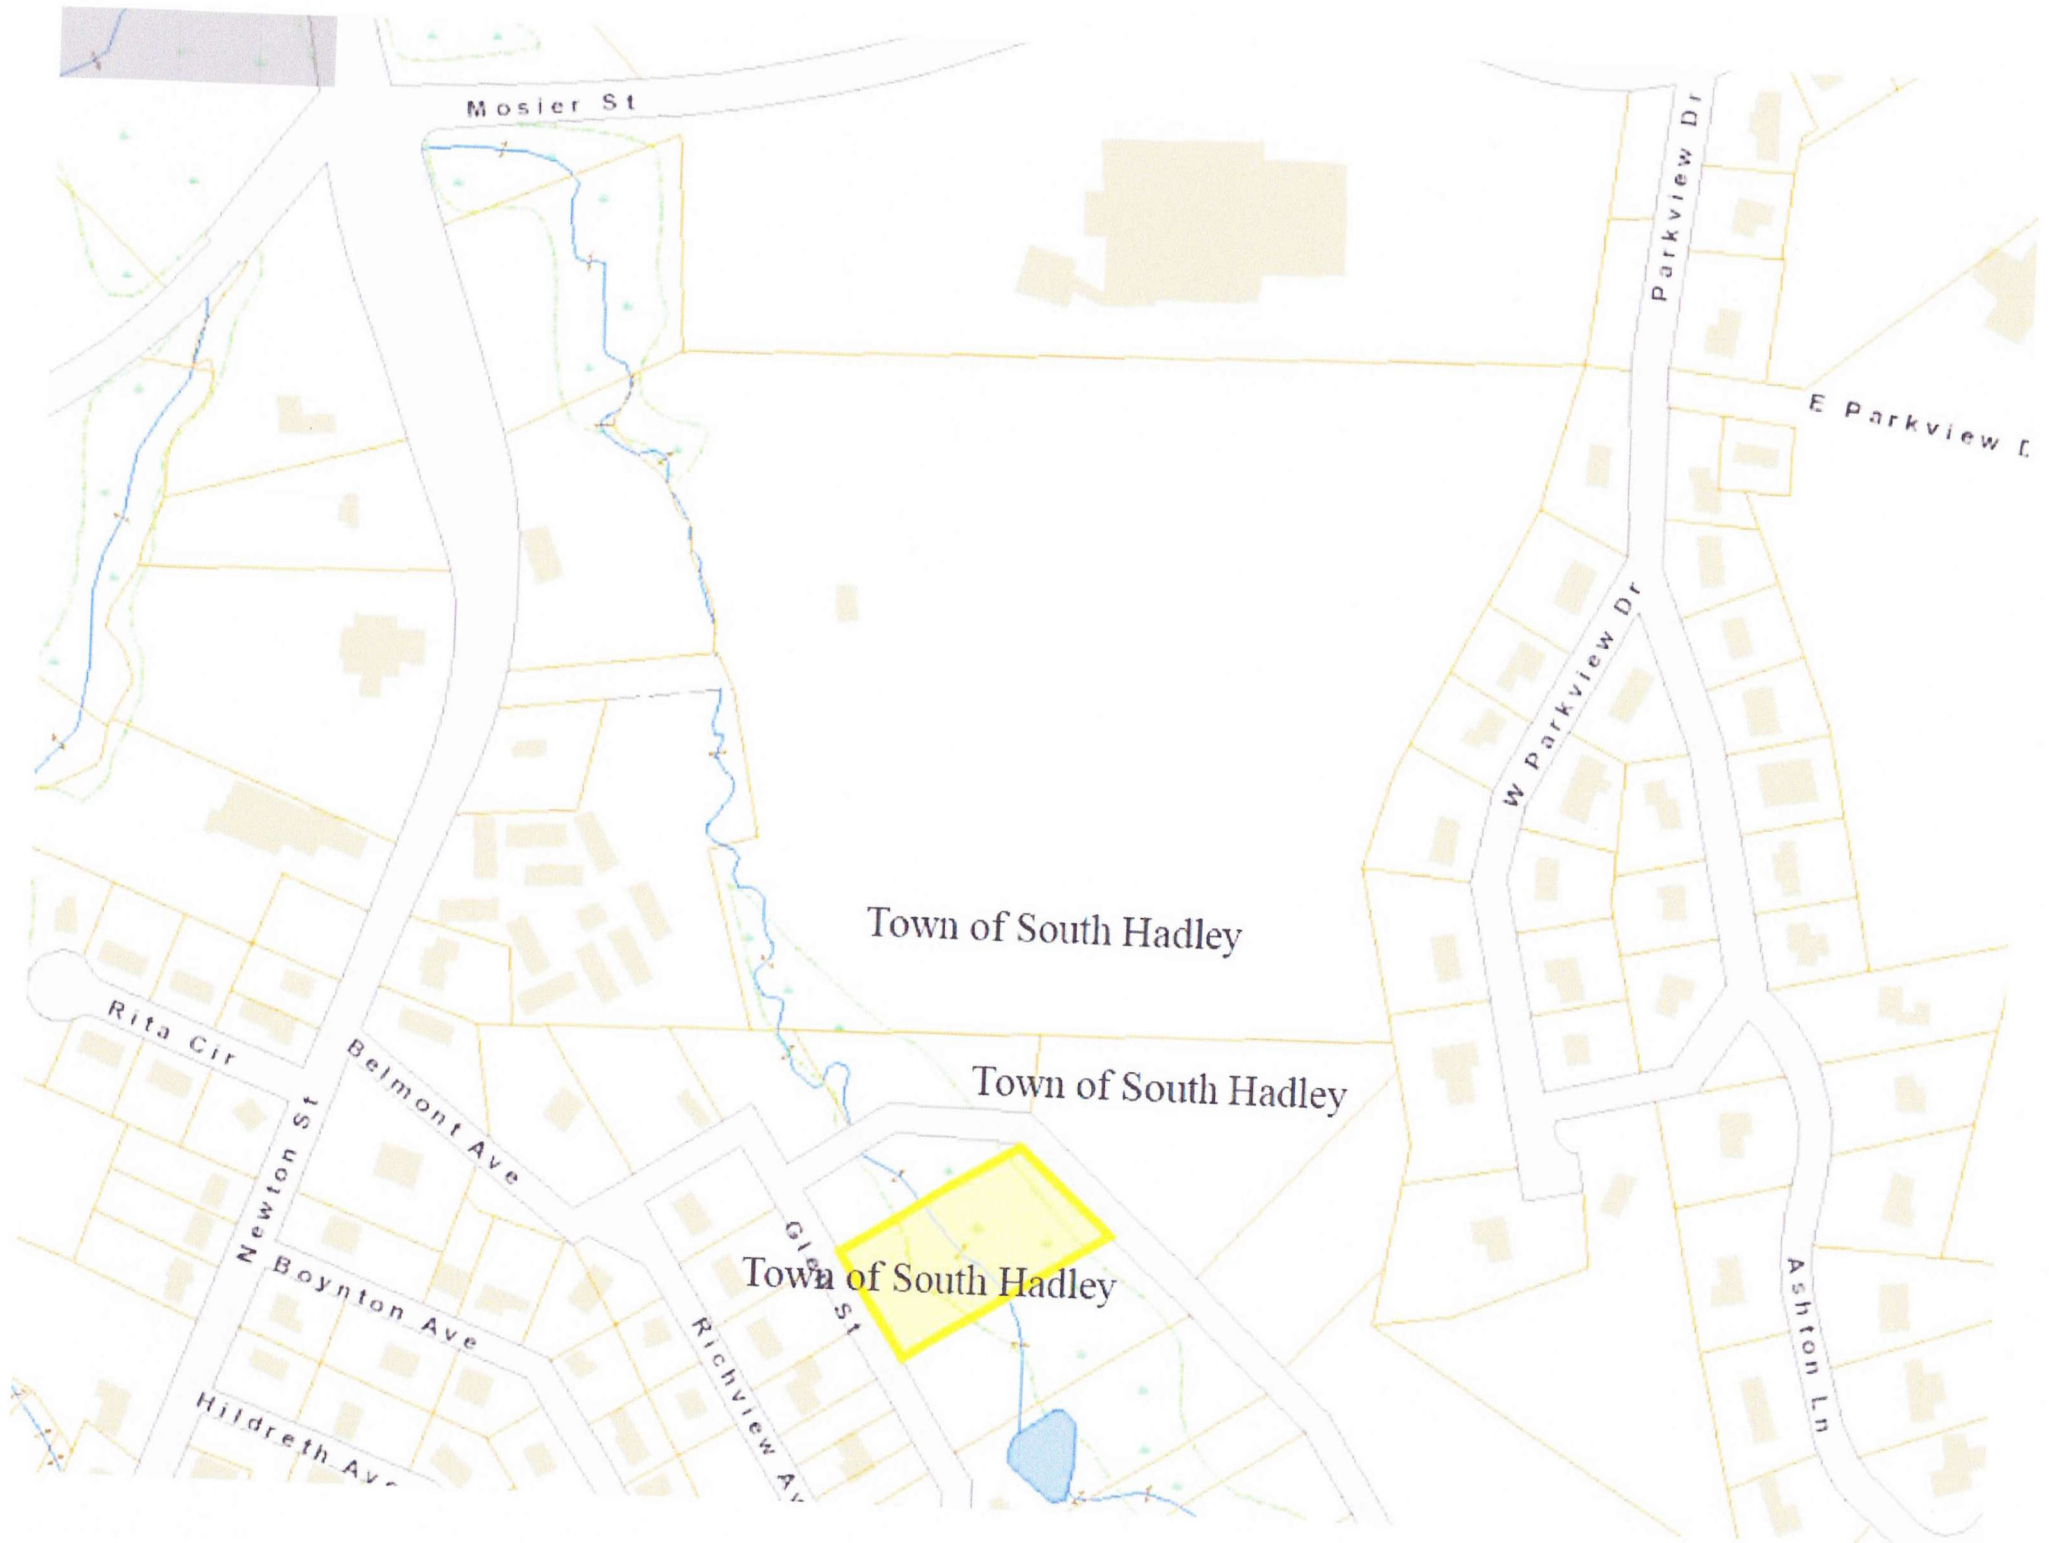 Mosier St
Parkview Dr
E Parkview D
W Parkview Dr
Town of South Hadley
Rita Cir
Belmont Ave
Town of South Hadley
Newton St
Glen St
Town of South Hadley
Boynton Ave
Richview Av
Ashton Ln
Hildreth Ave